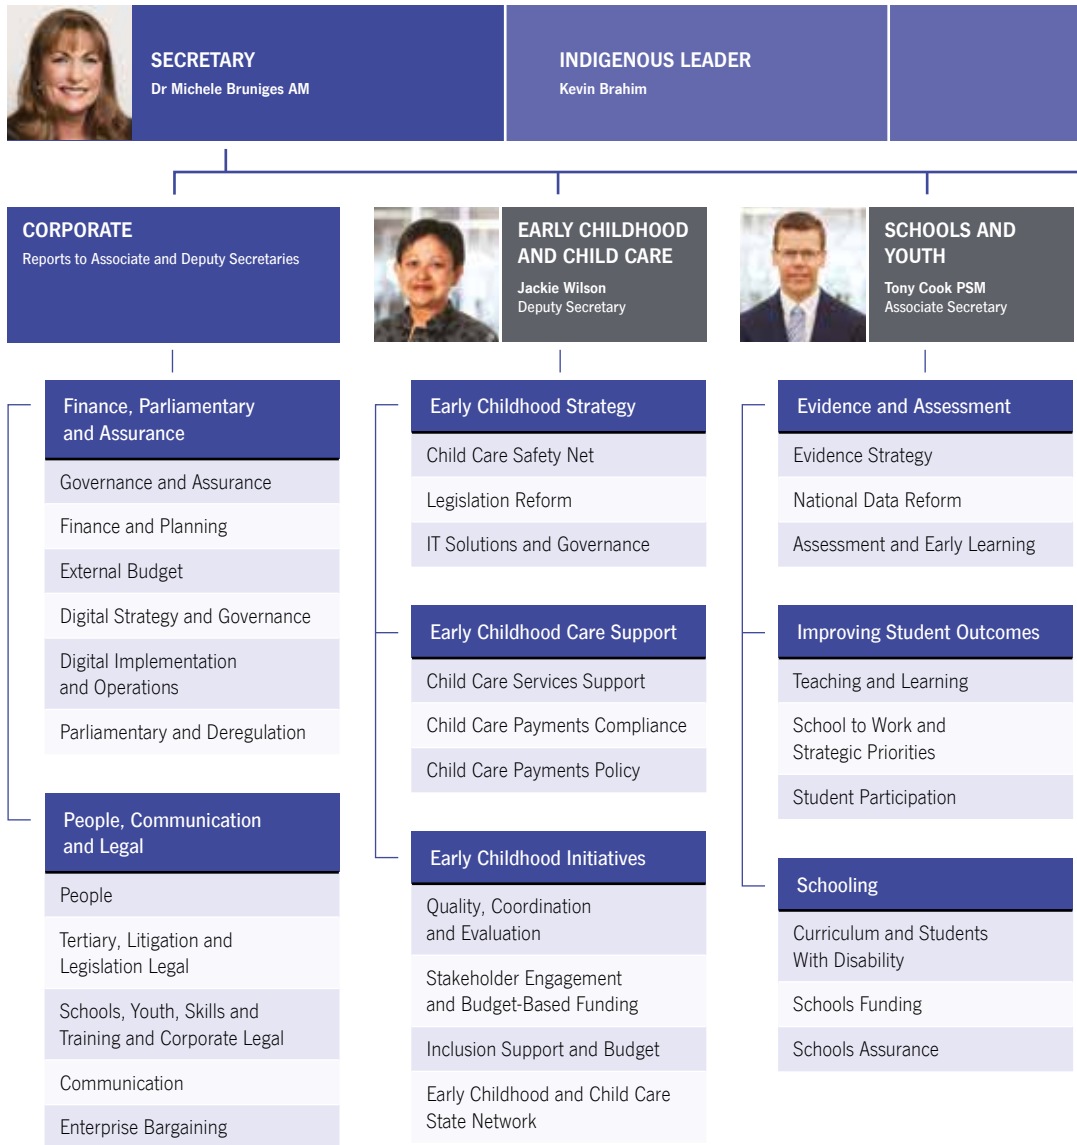 SECRETARY
Dr Michele Bruniges AM
INDIGENOUS LEADER
Kevin Brahim
CORPORATE
Reports to Associate and Deputy Secretaries
Finance, Parliamentary
and Assurance
Governance and Assurance
Finance and Planning
External Budget
Digital Strategy and Governance
Digital Implementation
and Operations
Parliamentary and Deregulation
People, Communication
and Legal
People
Tertiary, Litigation and
Legislation Legal
Schools, Youth, Skills and
Training and Corporate Legal
Communication
Enterprise Bargaining
EARLY CHILDHOOD
AND CHILD CARE
Jackie Wilson
Deputy Secretary
Early Childhood Strategy
Child Care Safety Net
Legislation Reform
IT Solutions and Governance
Early Childhood Care Support
Child Care Services Support
Child Care Payments Compliance
Child Care Payments Policy
Early Childhood Initiatives
Quality, Coordination
and Evaluation
Stakeholder Engagement
and Budget-Based Funding
Inclusion Support and Budget
Early Childhood and Child Care
State Network
SCHOOLS AND
YOUTH
Tony Cook PSM
Associate Secretary
Evidence and Assessment
Evidence Strategy
National Data Reform
Assessment and Early Learning
Improving Student Outcomes
Teaching and Learning
School to Work and
Strategic Priorities
Student Participation
Schooling
Curriculum and Students
With Disability
Schools Funding
Schools Assurance